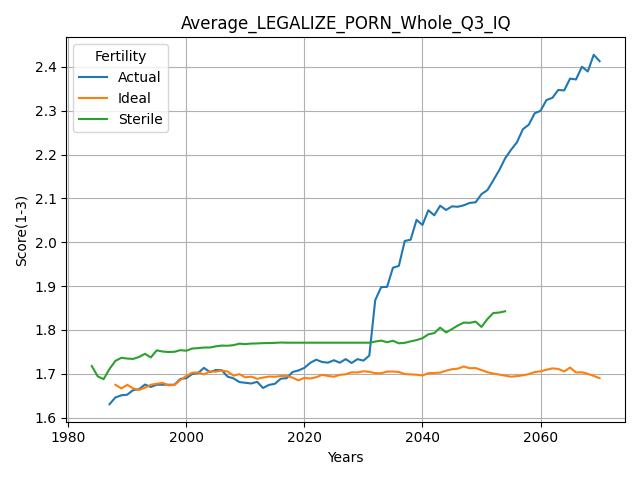 Average_LEGALIZE_PORN_Whole_Q3_IQ
Fertility
Actual
Ideal
Sterile
Score(1-3)
2.4
2.3
2.2
2.1
2.0
1.9
1.8
1.7
1.6
1980 2000 2020 2040 2060
Years